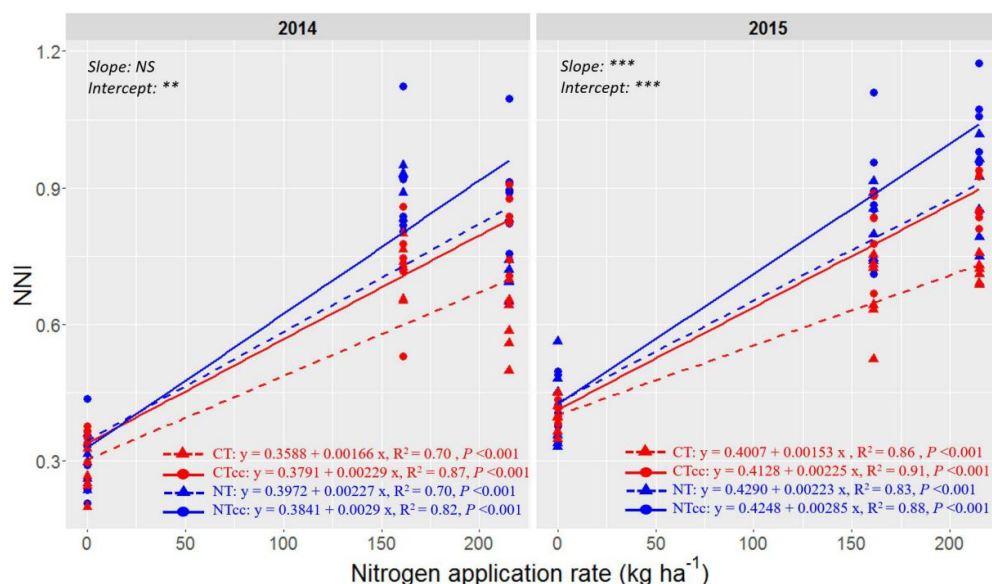 2014
2015
1.2
0.9
0.6
0.3
NNI
Slope: NS
Intercept: **
Slope: ***
Intercept: ***
CT: y = 0.3588 + 0.00166 x, R² = 0.70 , P <0.001
CTcc: y = 0.3791 + 0.00229 x, R² = 0.87, P <0.001
NT: y = 0.3972 + 0.00227 x, R² = 0.70, P <0.001
NTcc: y = 0.3841 + 0.0029 x, R² = 0.82, P <0.001
CT: y = 0.4007 + 0.00153 x, R² = 0.86 , P <0.001
CTcc: y = 0.4128 + 0.00225 x, R² = 0.91, P <0.001
NT: y = 0.4290 + 0.00223 x, R² = 0.83, P <0.001
NTcc: y = 0.4248 + 0.00285 x, R² = 0.88, P <0.001
0 50 100 150 200
0 50 100 150 200
Nitrogen application rate (kg ha⁻¹)